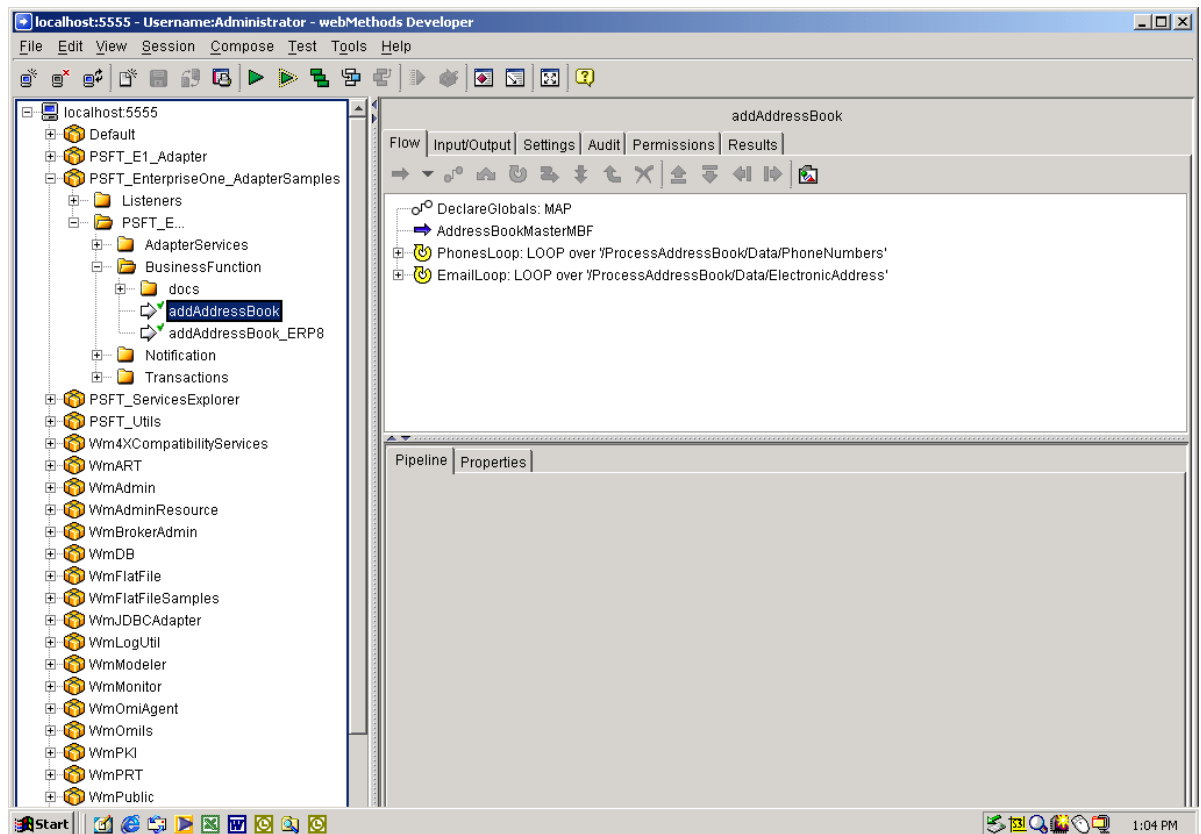 localhost:5555 - Username:Administrator - webMethods Developer
File Edit View Session Compose Test Tools Help
localhost:5555
Default
PSFT_E1_Adapter
PSFT_EnterpriseOne_AdapterSamples
Listeners
PSFT_E...
AdapterServices
BusinessFunction
docs
addAddressBook
addAddressBook_ERP8
Notification
Transactions
PSFT_ServicesExplorer
PSFT_Utils
Wm4XCompatibilityServices
WmART
WmAdmin
WmAdminResource
WmBrokerAdmin
WmDB
WmFlatFile
WmFlatFileSamples
WmJDBCAdapter
WmLogUtil
WmModeler
WmMonitor
WmOmiAgent
WmOmils
WmPKI
WmPRT
WmPublic
addAddressBook
Flow Input/Output Settings Audit Permissions Results
DeclareGlobals: MAP
AddressBookMasterMBF
PhonesLoop: LOOP over '/ProcessAddressBook/Data/PhoneNumbers'
EmailLoop: LOOP over '/ProcessAddressBook/Data/ElectronicAddress'
Pipeline Properties
Start 1:04 PM